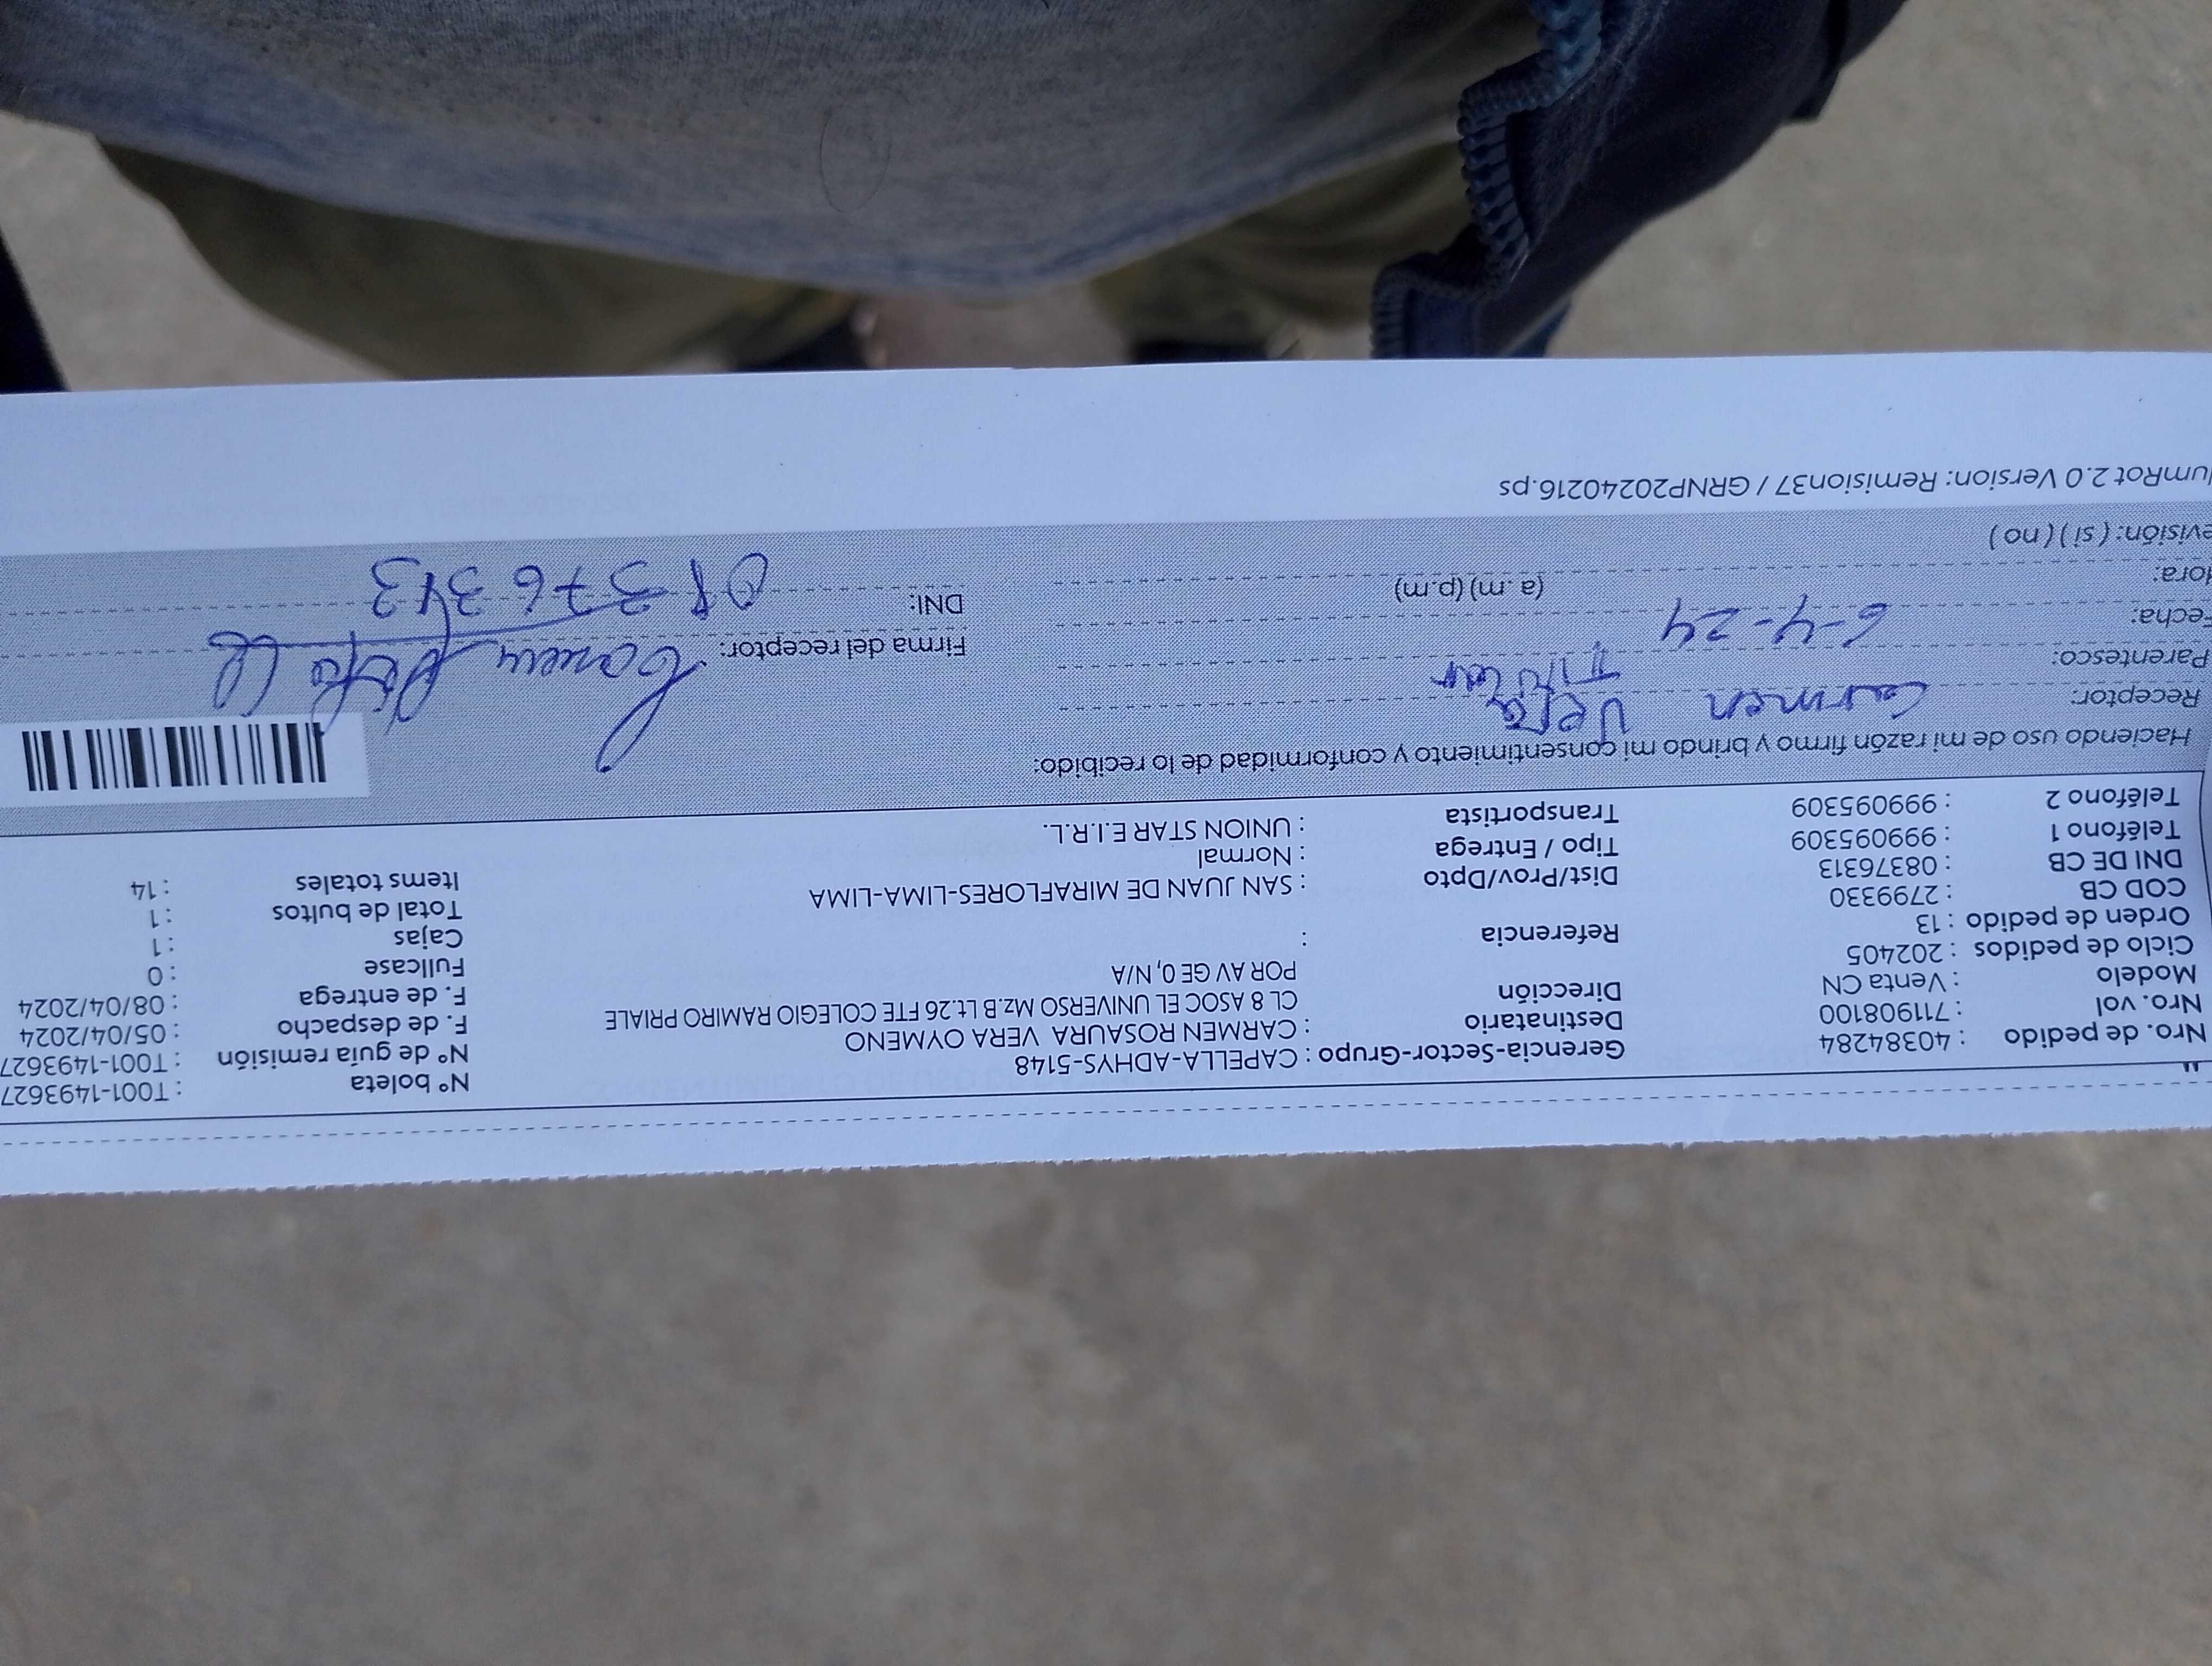 Nro. de pedido : 40384284
Nro. vol : 711908100
Modelo : Venta CN
Ciclo de pedidos : 202405
Orden de pedido : 13
COD CB : 2799330
DNI DE CB : 08376313
Teléfono 1 : 999095309
Teléfono 2 : 999095309
Gerencia-Sector-Grupo : CAPELLA-ADHYS-5148
Destinatario : CARMEN ROSAURA VERA OYMENO
Dirección CL 8 ASOC EL UNIVERSO Mz.B Lt.26 FTE COLEGIO RAMIRO PRIALE
POR AV GE 0, N/A
Referencia :
Dist/Prov/Dpto : SAN JUAN DE MIRAFLORES-LIMA-LIMA
Tipo / Entrega : Normal
Transportista : UNION STAR E.I.R.L.
N° boleta : T001-1493627
N° de guía remisión : T001-1493627
F. de despacho : 05/04/2024
F. de entrega : 08/04/2024
Fullcase : 0
Cajas : 1
Total de bultos : 1
Items totales : 14
Haciendo uso de mi razón firmo y brindo mi consentimiento y conformidad de lo recibido:
Receptor: Carmen Vera
Parentesco: Titular
Fecha: 6-4-24
Hora: (a.m) (p.m)
evisión: ( si ) ( no )
Firma del receptor:
DNI:
umRot 2.0 Version: Remision37 / GRNP20240216.ps